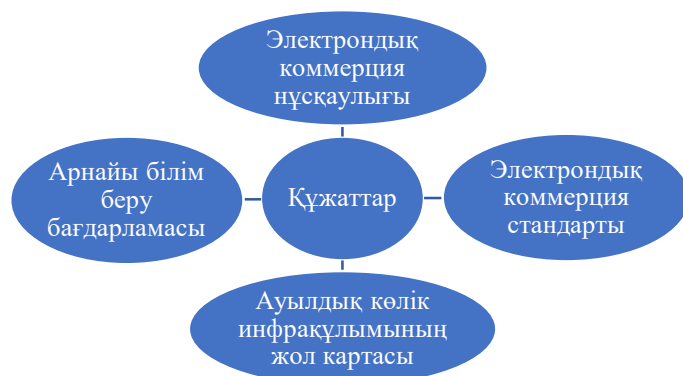 Электрондық
коммерция
нұсқаулығы
Арнайы білім
беру
бағдарламасы
Құжаттар
Электрондық
коммерция
стандарты
Ауылдық көлік
инфрақұлымының
жол картасы